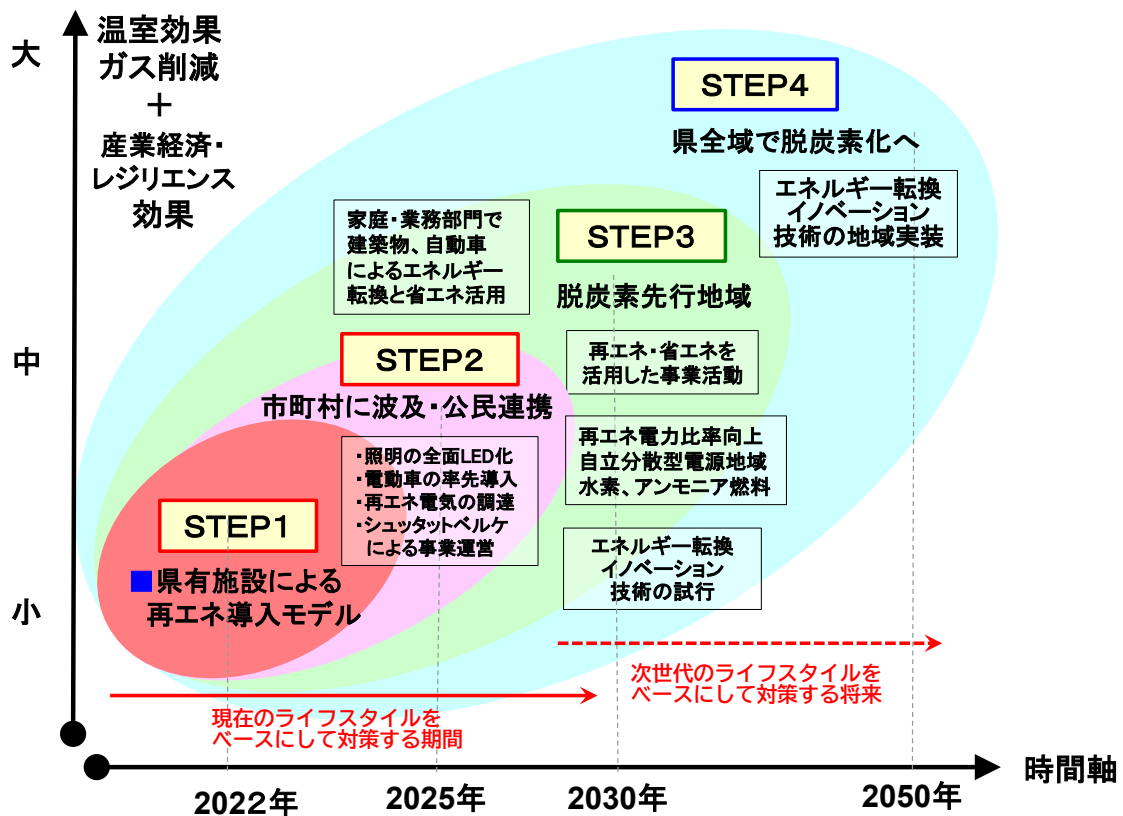 大
中
小
温室効果
ガス削減
＋
産業経済・
レジリエンス
効果
STEP4
県全域で脱炭素化へ
エネルギー転換
イノベーション
技術の地域実装
家庭・業務部門で
建築物、自動車
によるエネルギー
転換と省エネ活用
STEP3
脱炭素先行地域
再エネ・省エネを
活用した事業活動
再エネ電力比率向上
自立分散型電源地域
水素、アンモニア燃料
エネルギー転換
イノベーション
技術の試行
STEP2
市町村に波及・公民連携
・照明の全面LED化
・電動車の率先導入
・再エネ電気の調達
・シュッタットベルケ
による事業運営
STEP1
■県有施設による
再エネ導入モデル
次世代のライフスタイルを
ベースにして対策する将来
現在のライフスタイルを
ベースにして対策する期間
時間軸
2022年
2025年
2030年
2050年